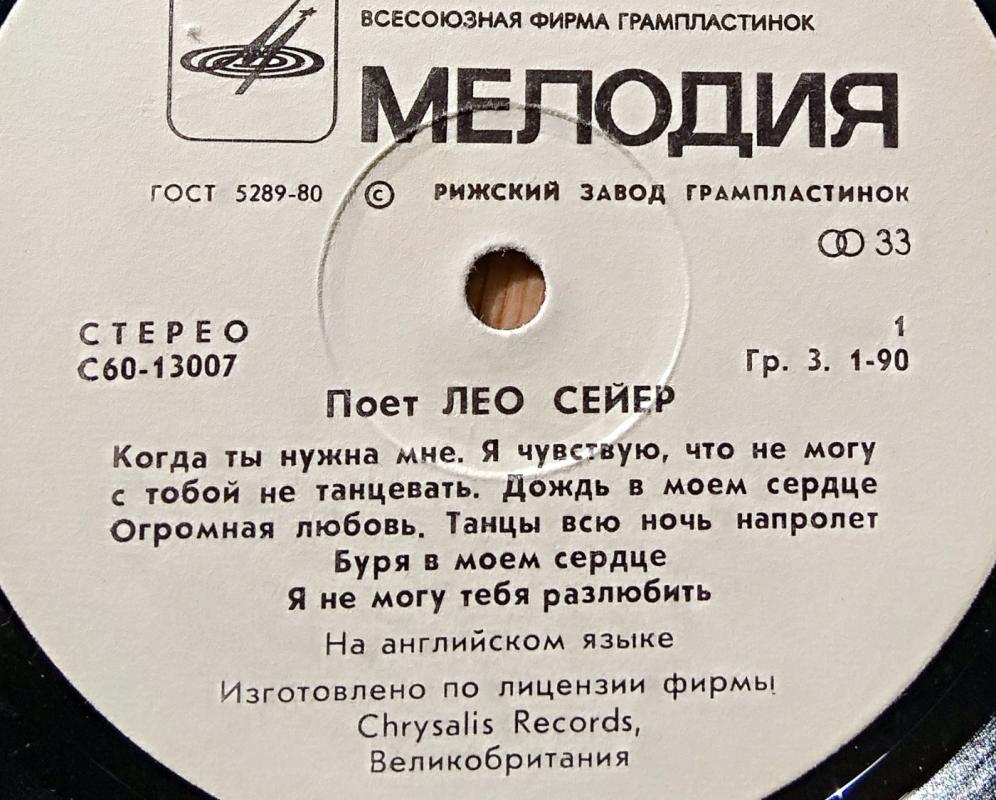 ВСЕСОЮЗНАЯ ФИРМА ГРАМПЛАСТИНОК
МЕЛОДИЯ
ГОСТ 5289-80 © РИЖСКИЙ ЗАВОД ГРАМПЛАСТИНОК
33
СТЕРЕО 1
С60-13007 Гр. 3. 1-90
Поет ЛЕО СЕЙЕР
Когда ты нужна мне. Я чувствую, что не могу
с тобой не танцевать. Дождь в моем сердце
Огромная любовь. Танцы всю ночь напролет
Буря в моем сердце
Я не могу тебя разлюбить
На английском языке
Изготовлено по лицензии фирмы
Chrysalis Records,
Великобритания